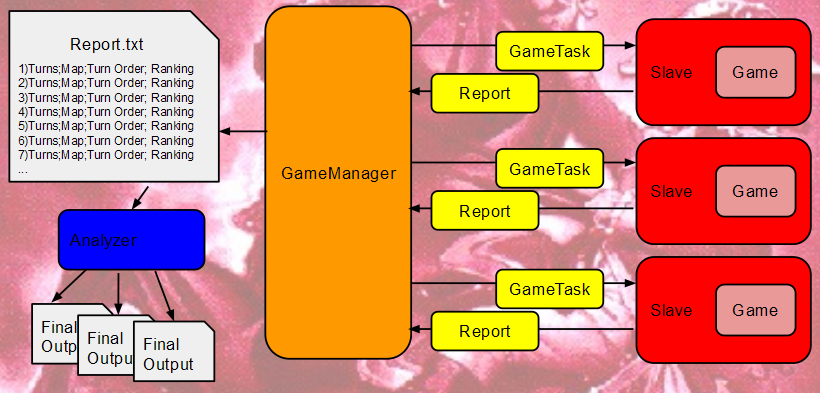 Report.txt
1)Turns;Map;Turn Order; Ranking
2)Turns;Map;Turn Order; Ranking
3)Turns;Map;Turn Order; Ranking
4)Turns;Map;Turn Order; Ranking
5)Turns;Map;Turn Order; Ranking
6)Turns;Map;Turn Order; Ranking
7)Turns;Map;Turn Order; Ranking
...
Analyzer
Final
Outp
Final
Outpu
Final
Output
GameManager
GameTask
Report
Slave
Game
GameTask
Report
Slave
Game
GameTask
Report
Slave
Game